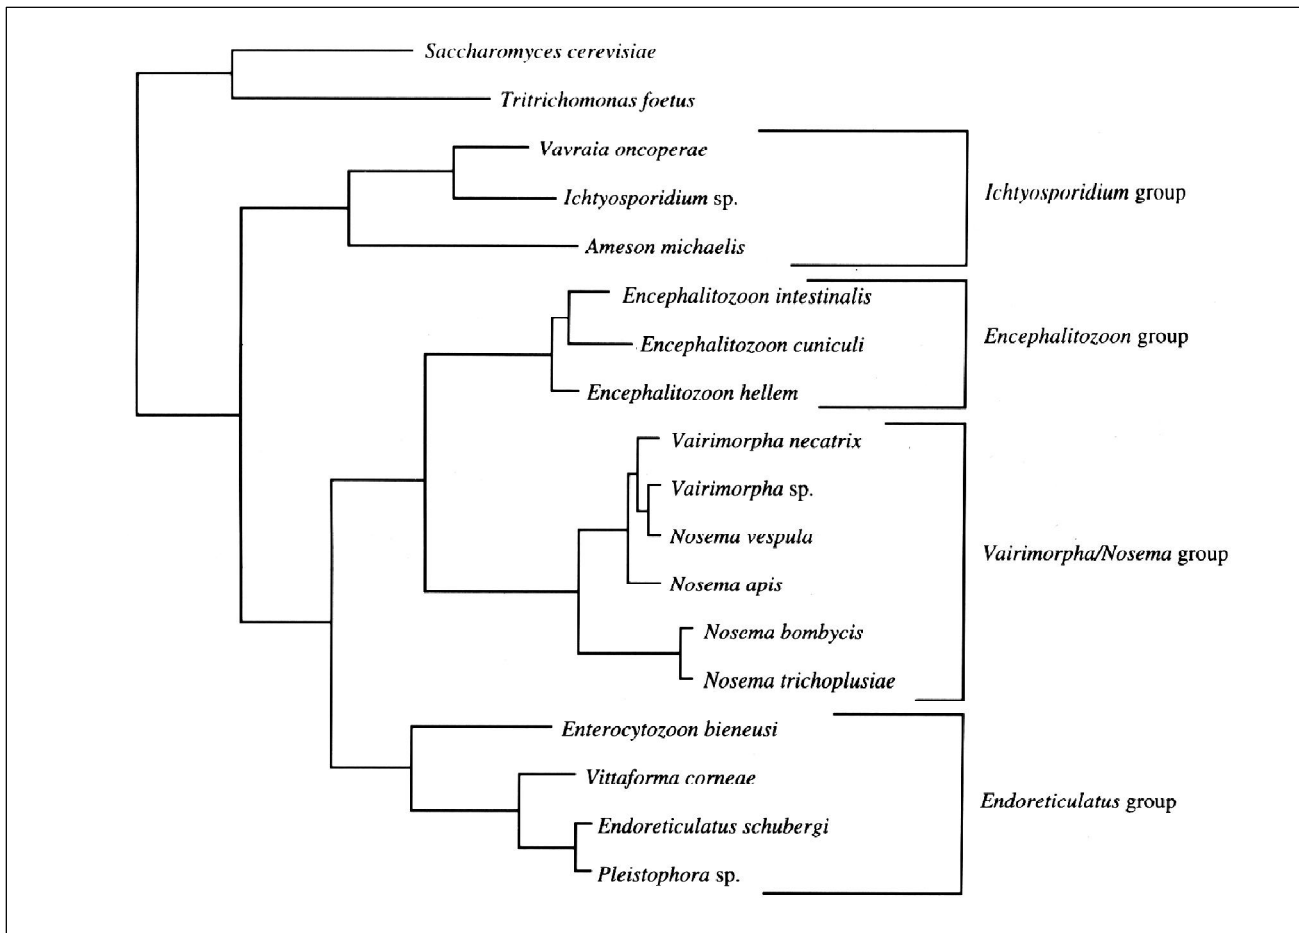 Saccharomyces cerevisiae
Tritrichomonas foetus
Vavraia oncoperae
Ichtyosporidium sp.
Ichtyosporidium group
Ameson michaelis
Encephalitozoon intestinalis
Encephalitozoon cuniculi
Encephalitozoon group
Encephalitozoon hellem
Vairimorpha necatrix
Vairimorpha sp.
Nosema vespula
Vairimorpha/Nosema group
Nosema apis
Nosema bombycis
Nosema trichoplusiae
Enterocytozoon bieneusi
Vittaforma corneae
Endoreticulatus group
Endoreticulatus schubergi
Pleistophora sp.